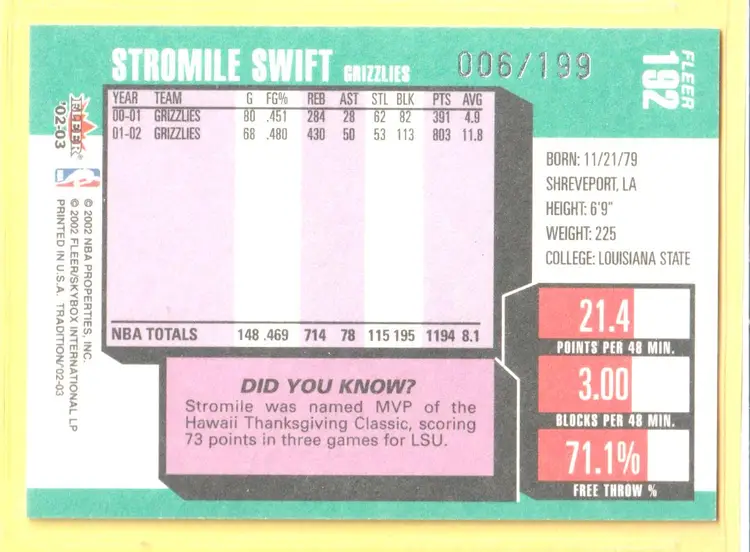 STROMILE SWIFT GRIZZLIES
006/199
FLEER
192
FLEER
'02-03
NBA
YEAR TEAM G FG% REB AST STL BLK PTS AVG
00-01 GRIZZLIES 80 .451 284 28 62 82 391 4.9
01-02 GRIZZLIES 68 .480 430 50 53 113 803 11.8
NBA TOTALS 148 .469 714 78 115 195 1194 8.1
BORN: 11/21/79
SHREVEPORT, LA
HEIGHT: 6'9"
WEIGHT: 225
COLLEGE: LOUISIANA STATE
21.4
POINTS PER 48 MIN.
3.00
BLOCKS PER 48 MIN.
71.1%
FREE THROW %
DID YOU KNOW?
Stromile was named MVP of the
Hawaii Thanksgiving Classic, scoring
73 points in three games for LSU.
© 2002 NBA PROPERTIES, INC.
© 2002 FLEER/SKYBOX INTERNATIONAL LP
PRINTED IN U.S.A. TRADITION/'02-03